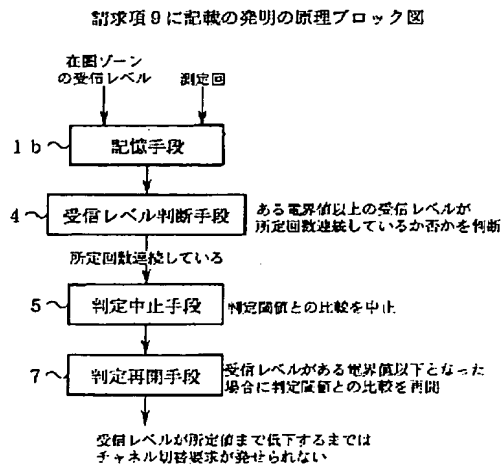 請求項9に記載の発明の原理ブロック図
在圏ゾーン
の受信レベル
測定回
1b
記憶手段
4
受信レベル判断手段
ある電界値以上の受信レベルが
所定回数連続しているか否かを判断
所定回数連続している
5
判定中止手段
判定閾値との比較を中止
7
判定再開手段
受信レベルがある電界値以下となった
場合に判定閾値との比較を再開
受信レベルが所定値まで低下するまでは
チャネル切替要求が発せられない